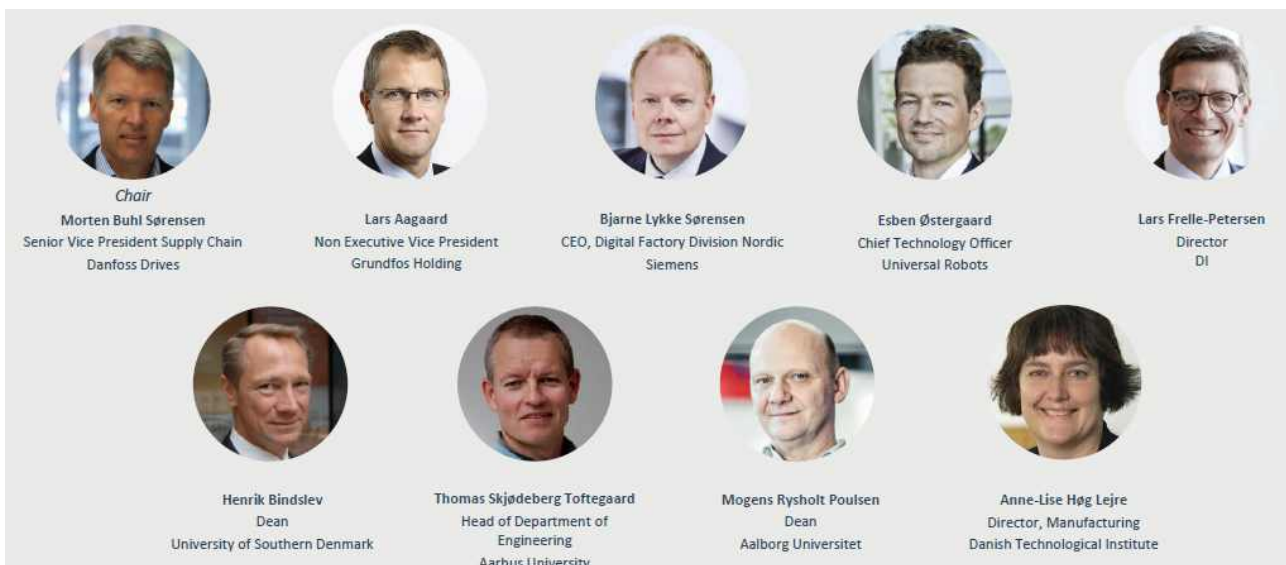 Chair
Morten Buhl Sørensen
Senior Vice President Supply Chain
Danfoss Drives
Lars Aagaard
Non Executive Vice President
Grundfos Holding
Bjarne Lykke Sørensen
CEO, Digital Factory Division Nordic
Siemens
Esben Østergaard
Chief Technology Officer
Universal Robots
Lars Frelle-Petersen
Director
DI
Henrik Bindslev
Dean
University of Southern Denmark
Thomas Skjødeberg Toftegaard
Head of Department of
Engineering
Aarhus University
Mogens Rysholt Poulsen
Dean
Aalborg Universitet
Anne-Lise Høg Lejre
Director, Manufacturing
Danish Technological Institute